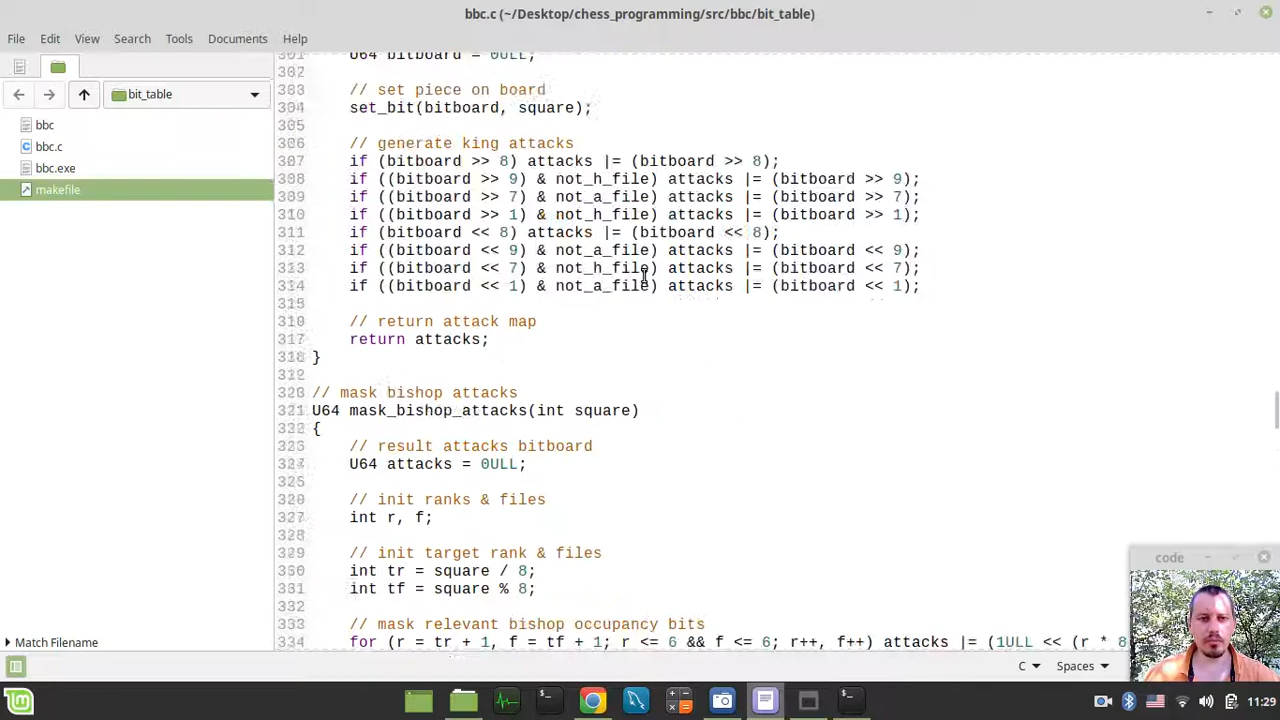 bbc.c (~/Desktop/chess_programming/src/bbc/bit_table)
File Edit View Search Tools Documents Help
bit_table
bbc
bbc.c
bbc.exe
makefile
Match Filename
301 U64 bitboard = 0ULL;
302
303 // set piece on board
304 set_bit(bitboard, square);
305
306 // generate king attacks
307 if (bitboard >> 8) attacks |= (bitboard >> 8);
308 if ((bitboard >> 9) & not_h_file) attacks |= (bitboard >> 9);
309 if ((bitboard >> 7) & not_a_file) attacks |= (bitboard >> 7);
310 if ((bitboard >> 1) & not_h_file) attacks |= (bitboard >> 1);
311 if (bitboard << 8) attacks |= (bitboard << 8);
312 if ((bitboard << 9) & not_a_file) attacks |= (bitboard << 9);
313 if ((bitboard << 7) & not_h_file) attacks |= (bitboard << 7);
314 if ((bitboard << 1) & not_a_file) attacks |= (bitboard << 1);
315
316 // return attack map
317 return attacks;
318 }
319
320 // mask bishop attacks
321 U64 mask_bishop_attacks(int square)
322 {
323 // result attacks bitboard
324 U64 attacks = 0ULL;
325
326 // init ranks & files
327 int r, f;
328
329 // init target rank & files
330 int tr = square / 8;
331 int tf = square % 8;
332
333 // mask relevant bishop occupancy bits
334 for (r = tr + 1, f = tf + 1; r <= 6 && f <= 6; r++, f++) attacks |= (1ULL << (r * 8
code
C Spaces
11:29